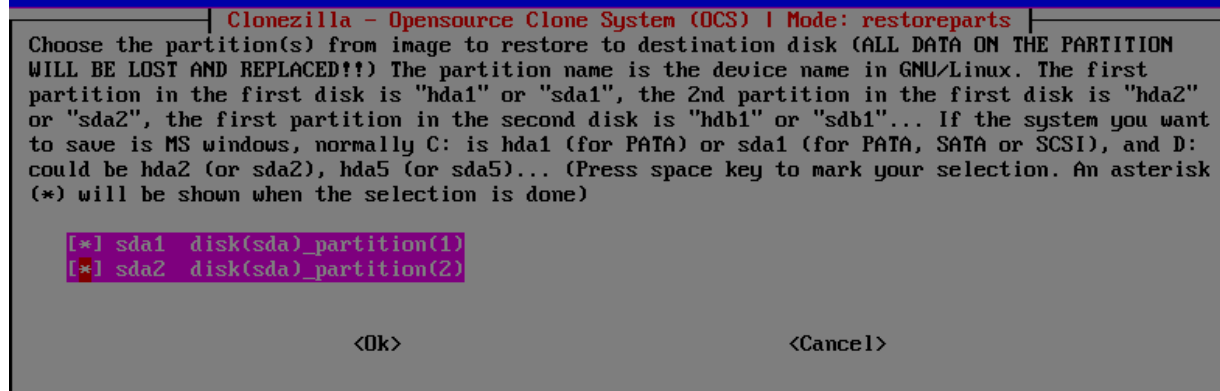 Clonezilla - Opensource Clone System (OCS) | Mode: restoreparts
Choose the partition(s) from image to restore to destination disk (ALL DATA ON THE PARTITION
WILL BE LOST AND REPLACED!!) The partition name is the device name in GNU/Linux. The first
partition in the first disk is "hda1" or "sda1", the 2nd partition in the first disk is "hda2"
or "sda2", the first partition in the second disk is "hdb1" or "sdb1"... If the system you want
to save is MS windows, normally C: is hda1 (for PATA) or sda1 (for PATA, SATA or SCSI), and D:
could be hda2 (or sda2), hda5 (or sda5)... (Press space key to mark your selection. An asterisk
(*) will be shown when the selection is done)
[*] sda1 disk(sda)_partition(1)
[*] sda2 disk(sda)_partition(2)
<Ok> <Cancel>